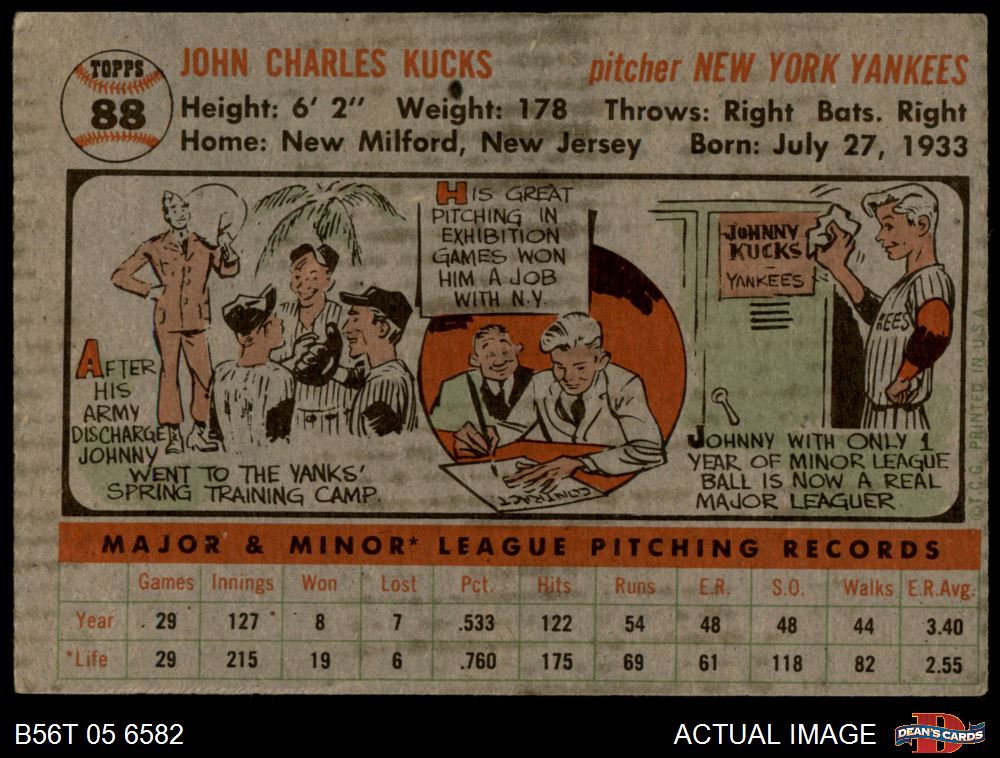 TOPPS
88
JOHN CHARLES KUCKS
pitcher NEW YORK YANKEES
Height: 6' 2" Weight: 178 Throws: Right Bats. Right
Home: New Milford, New Jersey Born: July 27, 1933
AFTER
HIS
ARMY
DISCHARGE
JOHNNY
WENT TO THE YANKS'
SPRING TRAINING CAMP.
HIS GREAT
PITCHING IN
EXHIBITION
GAMES WON
HIM A JOB
WITH N.Y.
CONTRACT
JOHNNY
KUCKS
-
YANKEES
KEES
JOHNNY WITH ONLY 1
YEAR OF MINOR LEAGUE
BALL IS NOW A REAL
MAJOR LEAGUER.
©T.C.G. PRINTED IN U.S.A.
MAJOR & MINOR* LEAGUE PITCHING RECORDS
Games Innings Won Lost Pct. Hits Runs E.R. S.O. Walks E.R.Avg.
Year 29 127 8 7 .533 122 54 48 48 44 3.40
*Life 29 215 19 6 .760 175 69 61 118 82 2.55
B56T 05 6582
ACTUAL IMAGE
DEAN'S CARDS